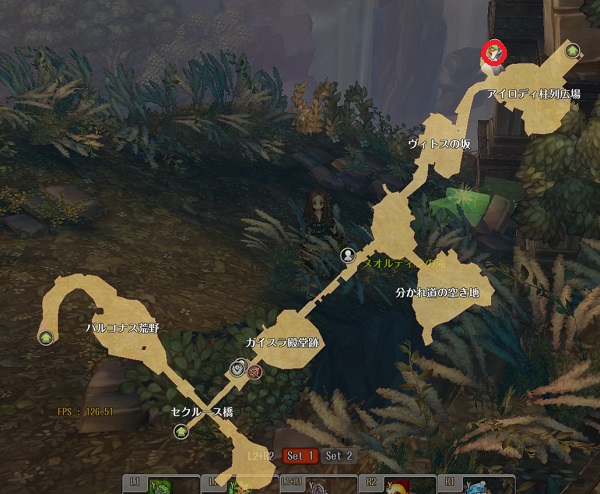 アイロディ柱列広場
ヴィトスの坂
分かれ道の空き地
バルコナス荒野
ガイスラ殿堂跡
セクルース橋
FPS : 126.51
L2+R2 Set 1 Set 2
L1
R2 R1